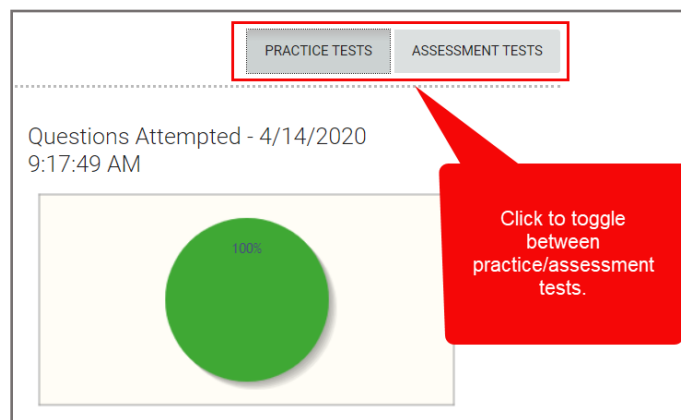 PRACTICE TESTS ASSESSMENT TESTS
Questions Attempted - 4/14/2020
9:17:49 AM
100%
Click to toggle
between
practice/assessment
tests.